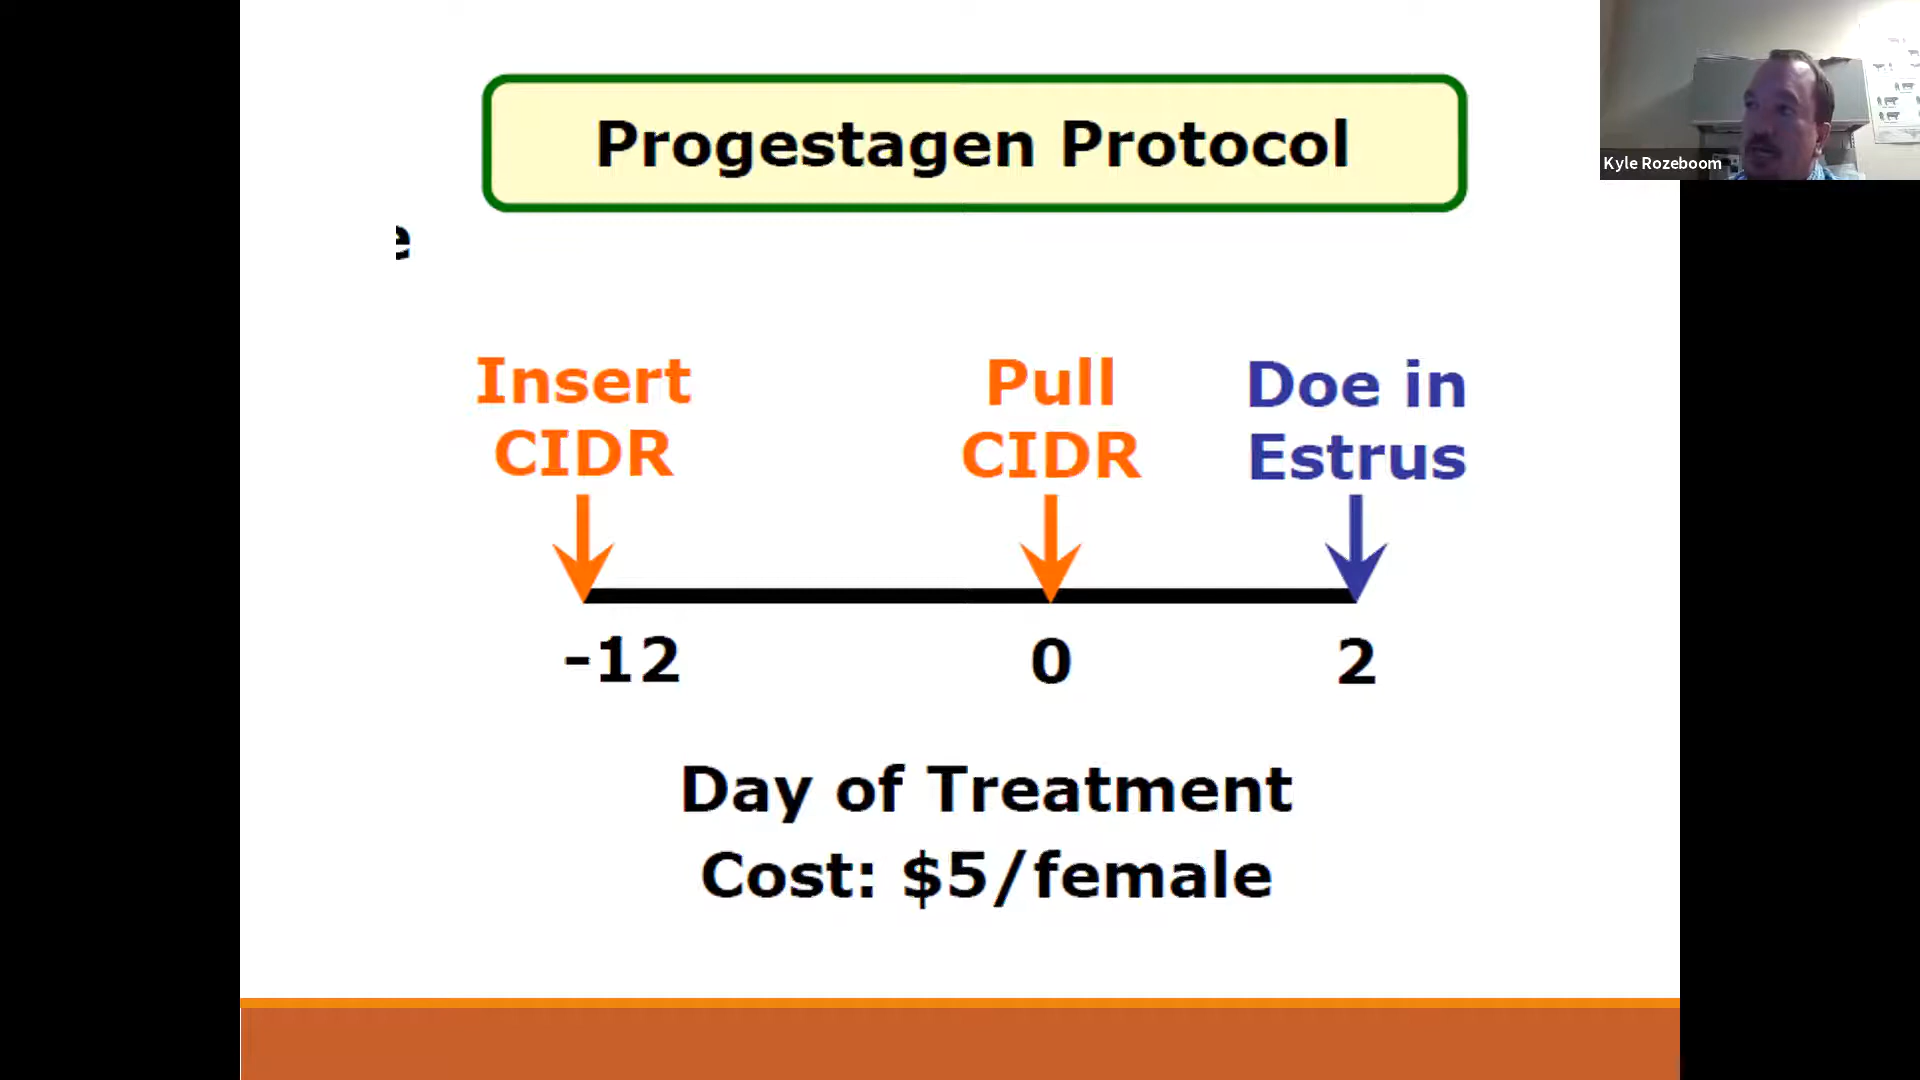 Progestagen Protocol
Kyle Rozeboom
e
Insert
CIDR
Pull
CIDR
Doe in
Estrus
-12
0
2
Day of Treatment
Cost: $5/female